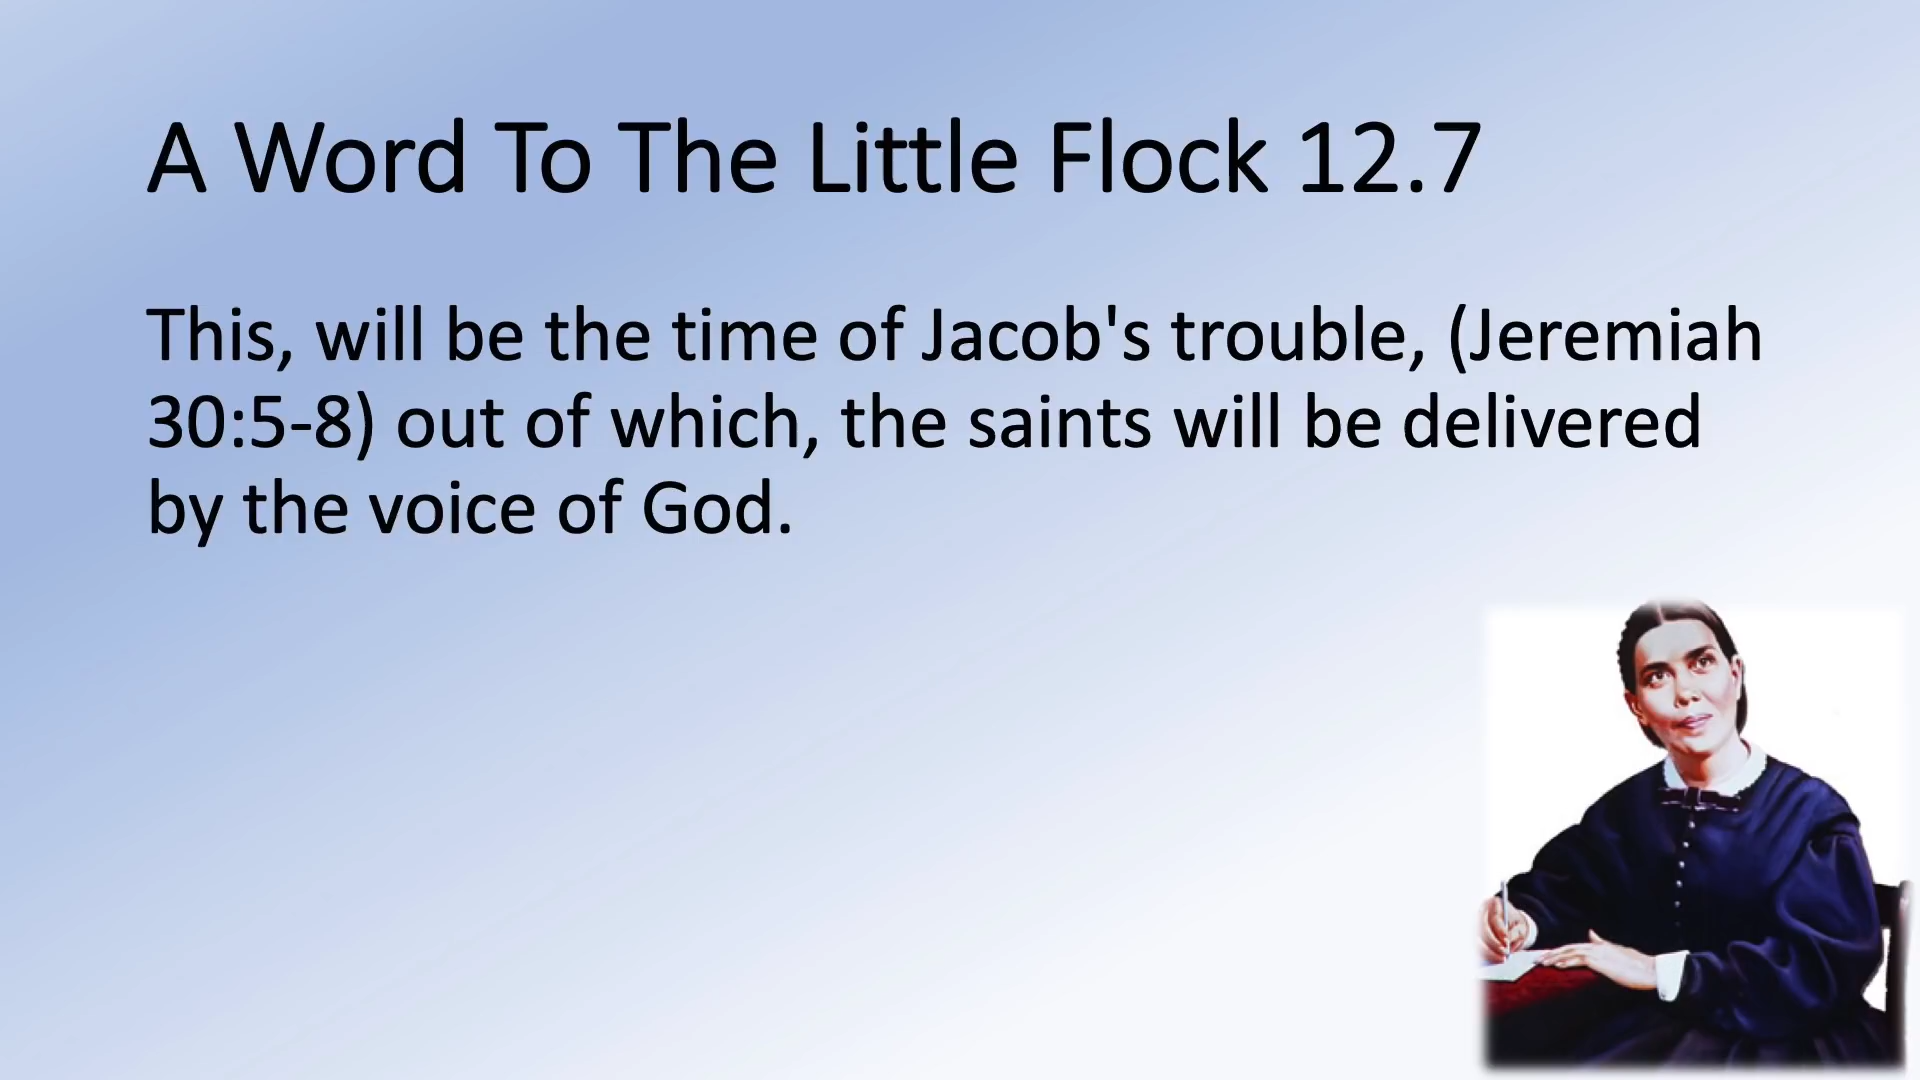 A Word To The Little Flock 12.7
This, will be the time of Jacob's trouble, (Jeremiah
30:5-8) out of which, the saints will be delivered
by the voice of God.